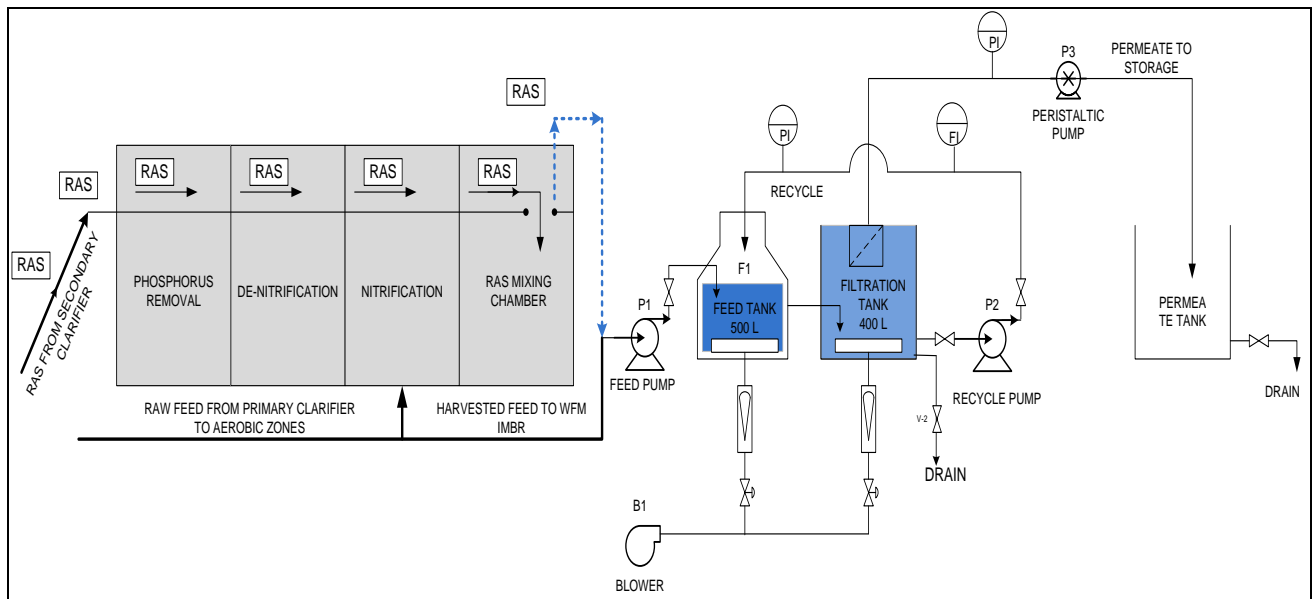 RAS
RAS
RAS FROM SECONDARY
CLARIFIER
RAS
RAS
RAS
RAS
RAS
PHOSPHORUS
REMOVAL
DE-NITRIFICATION
NITRIFICATION
RAS MIXING
CHAMBER
RAW FEED FROM PRIMARY CLARIFIER
TO AEROBIC ZONES
HARVESTED FEED TO WFM
IMBR
P1
FEED PUMP
PI
RECYCLE
F1
FEED TANK
500 L
FILTRATION
TANK
400 L
PI
FI
P3
PERISTALTIC
PUMP
PERMEATE TO
STORAGE
P2
RECYCLE PUMP
V-2
DRAIN
B1
BLOWER
PERMEA
TE TANK
DRAIN